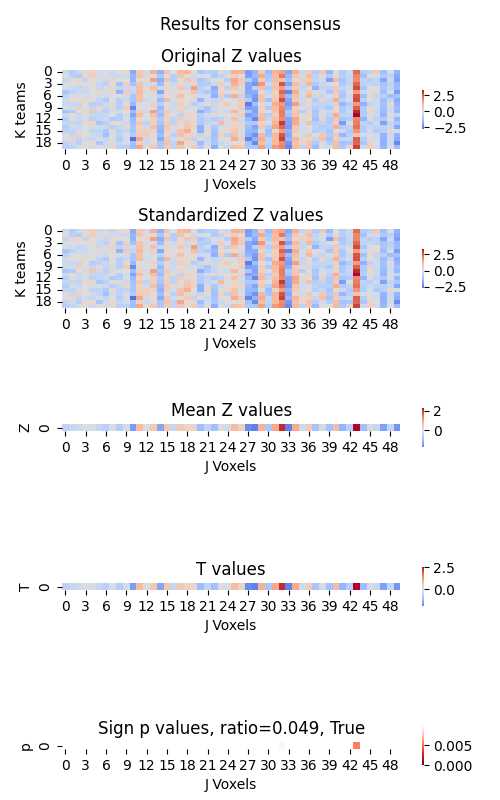 Results for consensus
Original Z values
K teams
0
3
6
9
12
15
18
2.5
0.0
−2.5
0 3 6 9 12 15 18 21 24 27 30 33 36 39 42 45 48
J Voxels
Standardized Z values
K teams
0
3
6
9
12
15
18
2.5
0.0
−2.5
0 3 6 9 12 15 18 21 24 27 30 33 36 39 42 45 48
J Voxels
Mean Z values
Z
0
2
0
0 3 6 9 12 15 18 21 24 27 30 33 36 39 42 45 48
J Voxels
T values
T
0
2.5
0.0
0 3 6 9 12 15 18 21 24 27 30 33 36 39 42 45 48
J Voxels
Sign p values, ratio=0.049, True
p
0
0.005
0.000
0 3 6 9 12 15 18 21 24 27 30 33 36 39 42 45 48
J Voxels